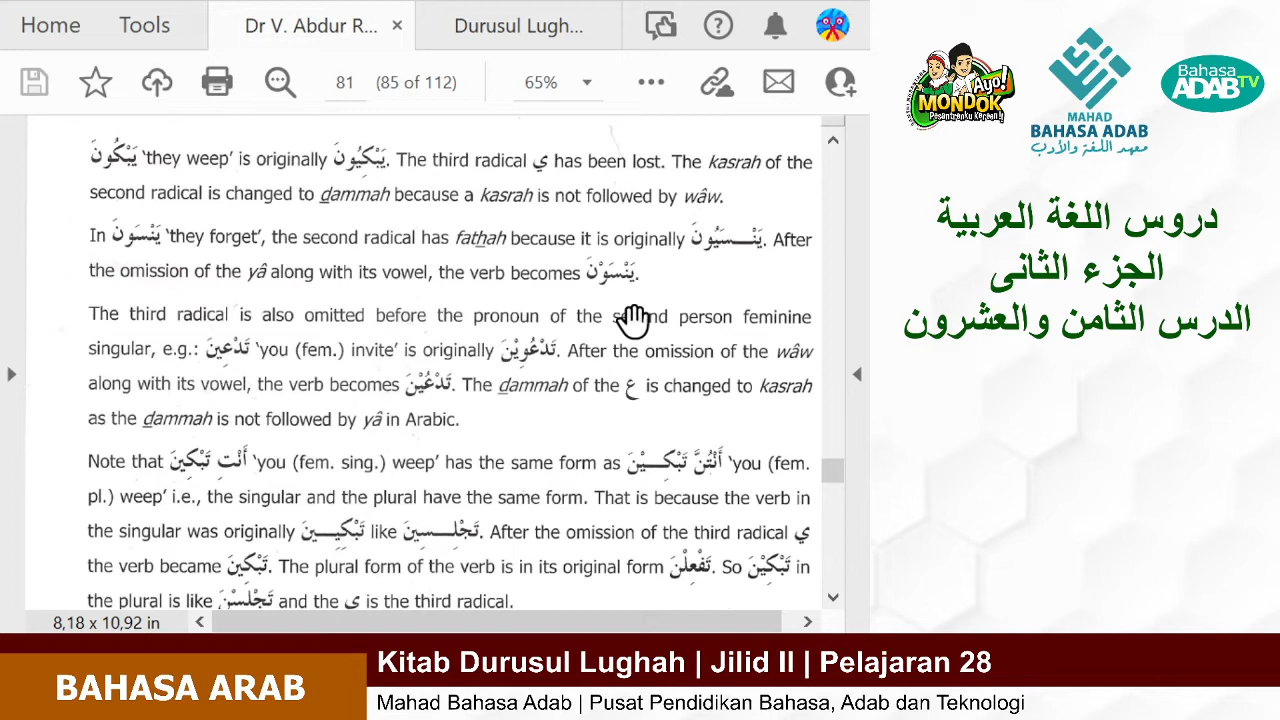 Home Tools Dr V. Abdur R... × Durusul Lugh...
81 (85 of 112) 65%
يَبْكُونَ 'they weep' is originally يَبْكِيُونَ. The third radical ي has been lost. The kasrah of the
second radical is changed to dammah because a kasrah is not followed by wâw.
In يَنْسَونَ 'they forget', the second radical has fathah because it is originally يَنْـــسَيُونَ. After
the omission of the yâ along with its vowel, the verb becomes يَنْسَوْنَ.
The third radical is also omitted before the pronoun of the second person feminine
singular, e.g.: تَدْعِينَ 'you (fem.) invite' is originally تَدْعُوِيْنَ. After the omission of the wâw
along with its vowel, the verb becomes تَدْعُيْنَ. The dammah of the ع is changed to kasrah
as the dammah is not followed by yâ in Arabic.
Note that أَنْتِ تَبْكِينَ 'you (fem. sing.) weep' has the same form as أَنْتُنَّ تَبْكِـــيْنَ 'you (fem.
pl.) weep' i.e., the singular and the plural have the same form. That is because the verb in
the singular was originally تَبْكِيِـــينَ like تَجْلِـــسِينَ. After the omission of the third radical ي
the verb became تَبْكِينَ. The plural form of the verb is in its original form تَفْعِلْنَ. So تَبْكِيْنَ in
the plural is like تَجْلِسْنَ and the ي is the third radical.
8,18 x 10,92 in
Ayo!
MONDOK
Pesantrenku Keren!
MAHAD
BAHASA ADAB
معهد اللغة والأدب
Bahasa
ADAB TV
دروس اللغة العربية
الجزء الثانى
الدرس الثامن والعشرون
BAHASA ARAB
Kitab Durusul Lughah | Jilid II | Pelajaran 28
Mahad Bahasa Adab | Pusat Pendidikan Bahasa, Adab dan Teknologi